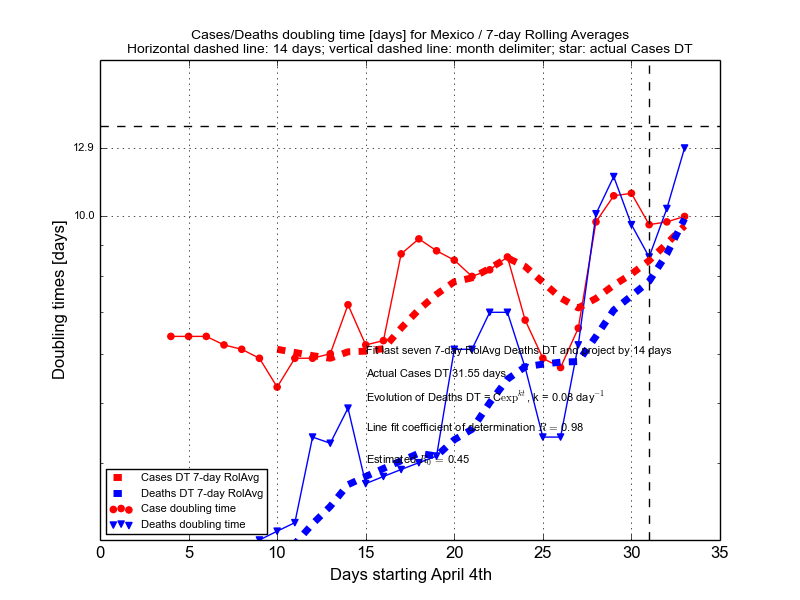 Cases/Deaths doubling time [days] for Mexico / 7-day Rolling Averages
Horizontal dashed line: 14 days; vertical dashed line: month delimiter; star: actual Cases DT
12.9
10.0
Doubling times [days]
Fit last seven 7-day RolAvg Deaths DT and project by 14 days
Actual Cases DT 31.55 days
Evolution of Deaths DT = Cexp^kt, k = 0.08 day^−1
Line fit coefficient of determination R = 0.98
Estimated R_0 = 0.45
Cases DT 7-day RolAvg
Deaths DT 7-day RolAvg
Case doubling time
Deaths doubling time
0 5 10 15 20 25 30 35
Days starting April 4th